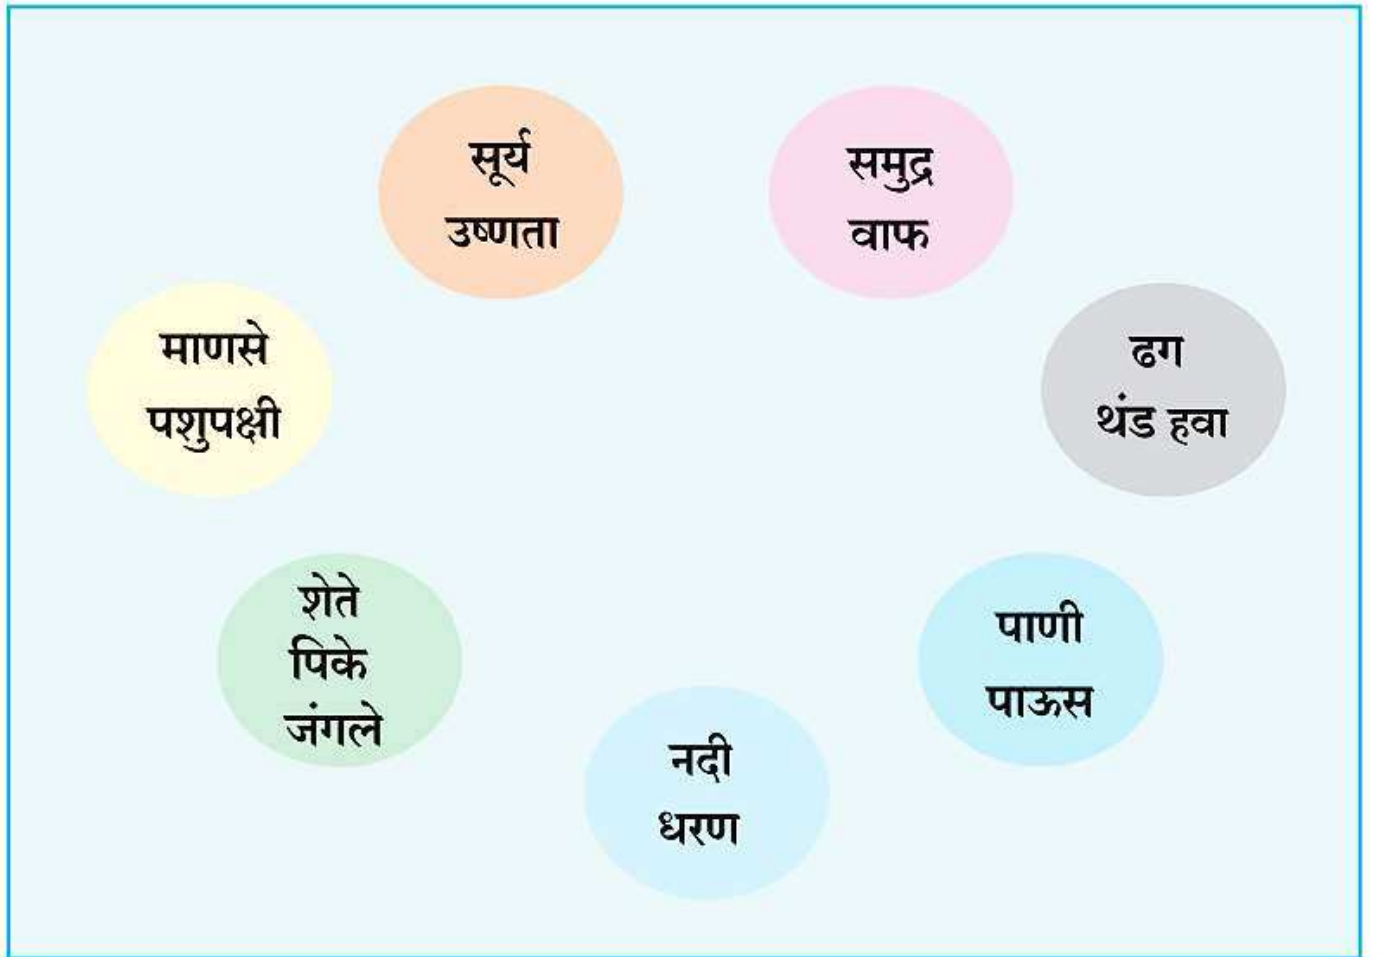 सूर्य
उष्णता
समुद्र
वाफ
माणसे
पशुपक्षी
ढग
थंड हवा
शेते
पिके
जंगले
पाणी
पाऊस
नदी
धरण